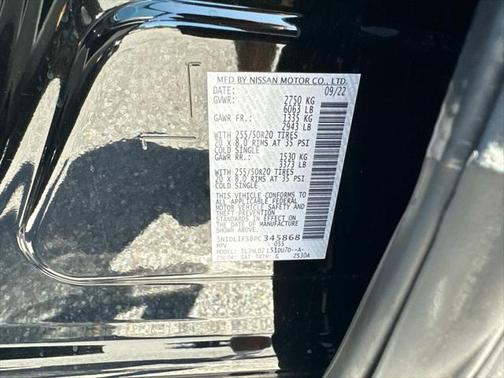 MFD BY NISSAN MOTOR CO., LTD.
DATE: 09/22
GVWR: 2750 KG
6063 LB
GAWR FR.: 1335 KG
2943 LB
WITH 255/50R20 TIRES
20 X 8.0 RIMS AT 35 PSI
COLD SINGLE
GAWR RR.: 1530 KG
3373 LB
WITH 255/50R20 TIRES
20 X 8.0 RIMS AT 35 PSI
COLD SINGLE
THIS VEHICLE CONFORMS TO
ALL APPLICABLE FEDERAL
MOTOR VEHICLE SAFETY AND
THEFT PREVENTION
STANDARDS IN EFFECT ON
THE DATE OF MANUFACTURE
SHOWN ABOVE.
345868
MPV
MODEL:
COLOR: TRIM: G